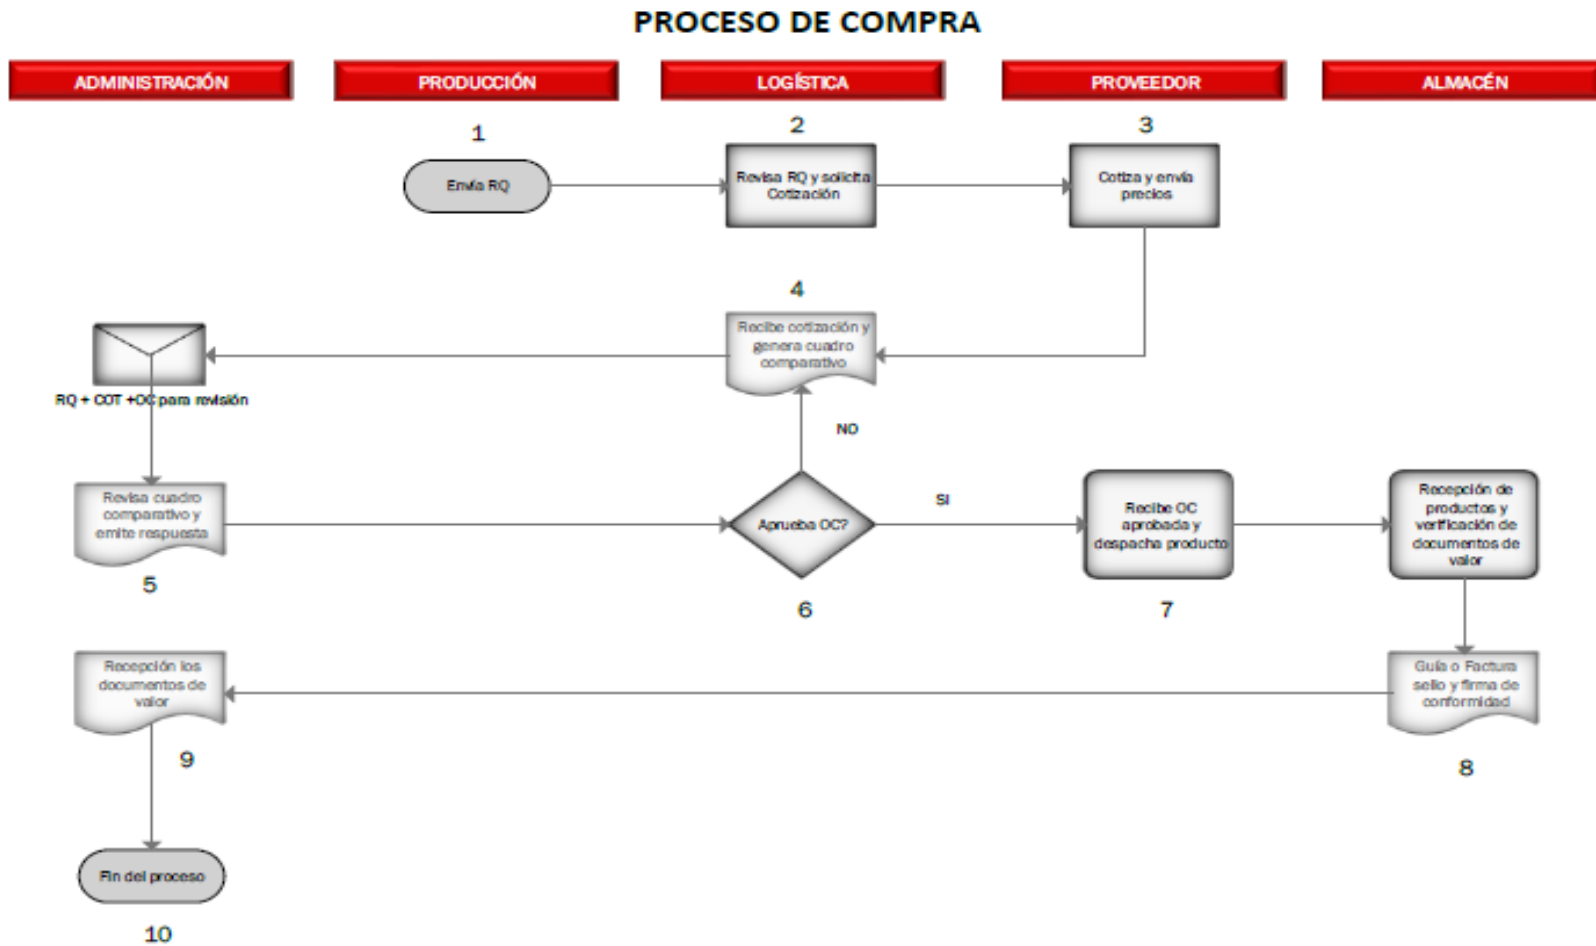 PROCESO DE COMPRA
ADMINISTRACIÓN
PRODUCCIÓN
LOGÍSTICA
PROVEEDOR
ALMACÉN
1
2
3
Envía RQ
Revisa RQ y solicita
Cotización
Cotiza y envía
precios
4
Recibe cotización y
genera cuadro
comparativo
RQ + COT +OC para revisión
NO
Revisa cuadro
comparativo y
emite respuesta
5
Aprueba OC?
6
SI
Recibe OC
aprobada y
despacha producto
7
Recepción de
productos y
verificación de
documentos de
valor
Guía o Factura
sello y firma de
conformidad
8
Recepción los
documentos de
valor
9
Fin del proceso
10